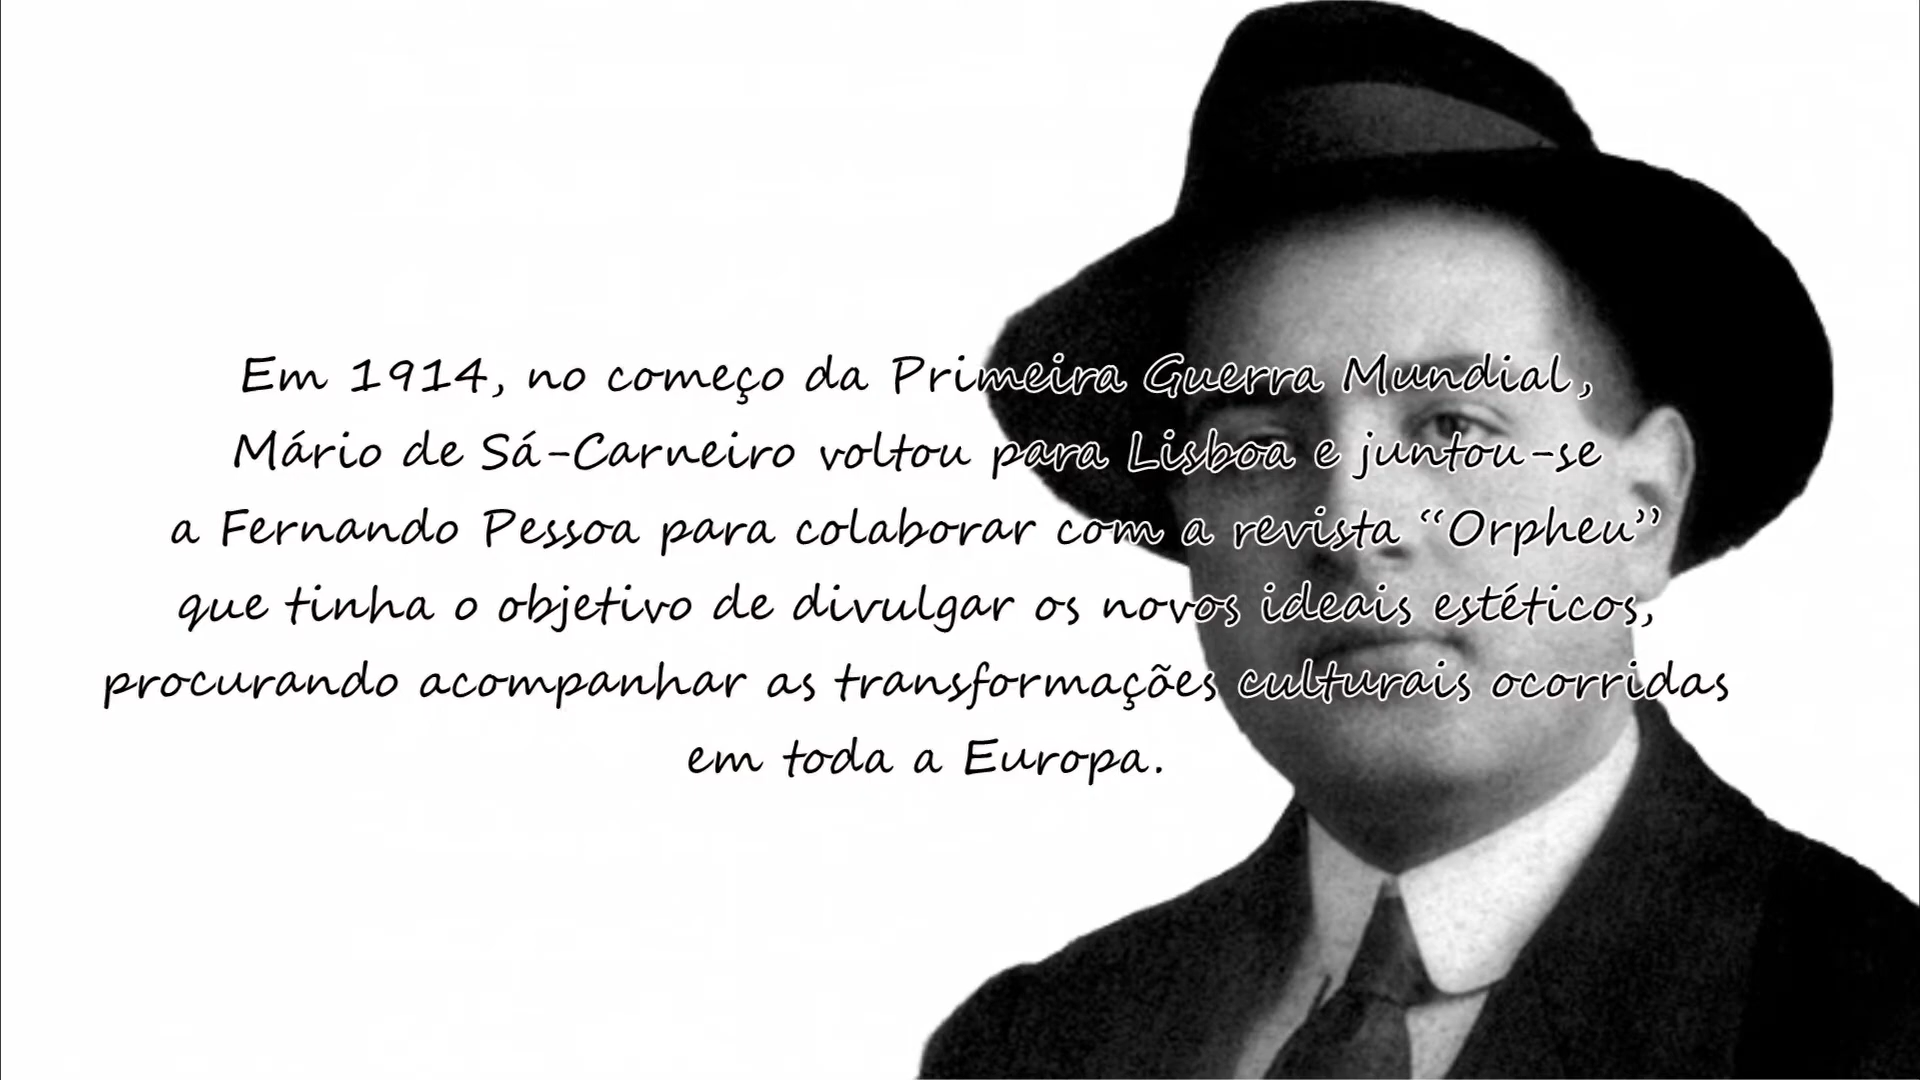 Em 1914, no começo da Primeira Guerra Mundial,
Mário de Sá-Carneiro voltou para Lisboa e juntou-se
a Fernando Pessoa para colaborar com a revista “Orpheu”
que tinha o objetivo de divulgar os novos ideais estéticos,
procurando acompanhar as transformações culturais ocorridas
em toda a Europa.